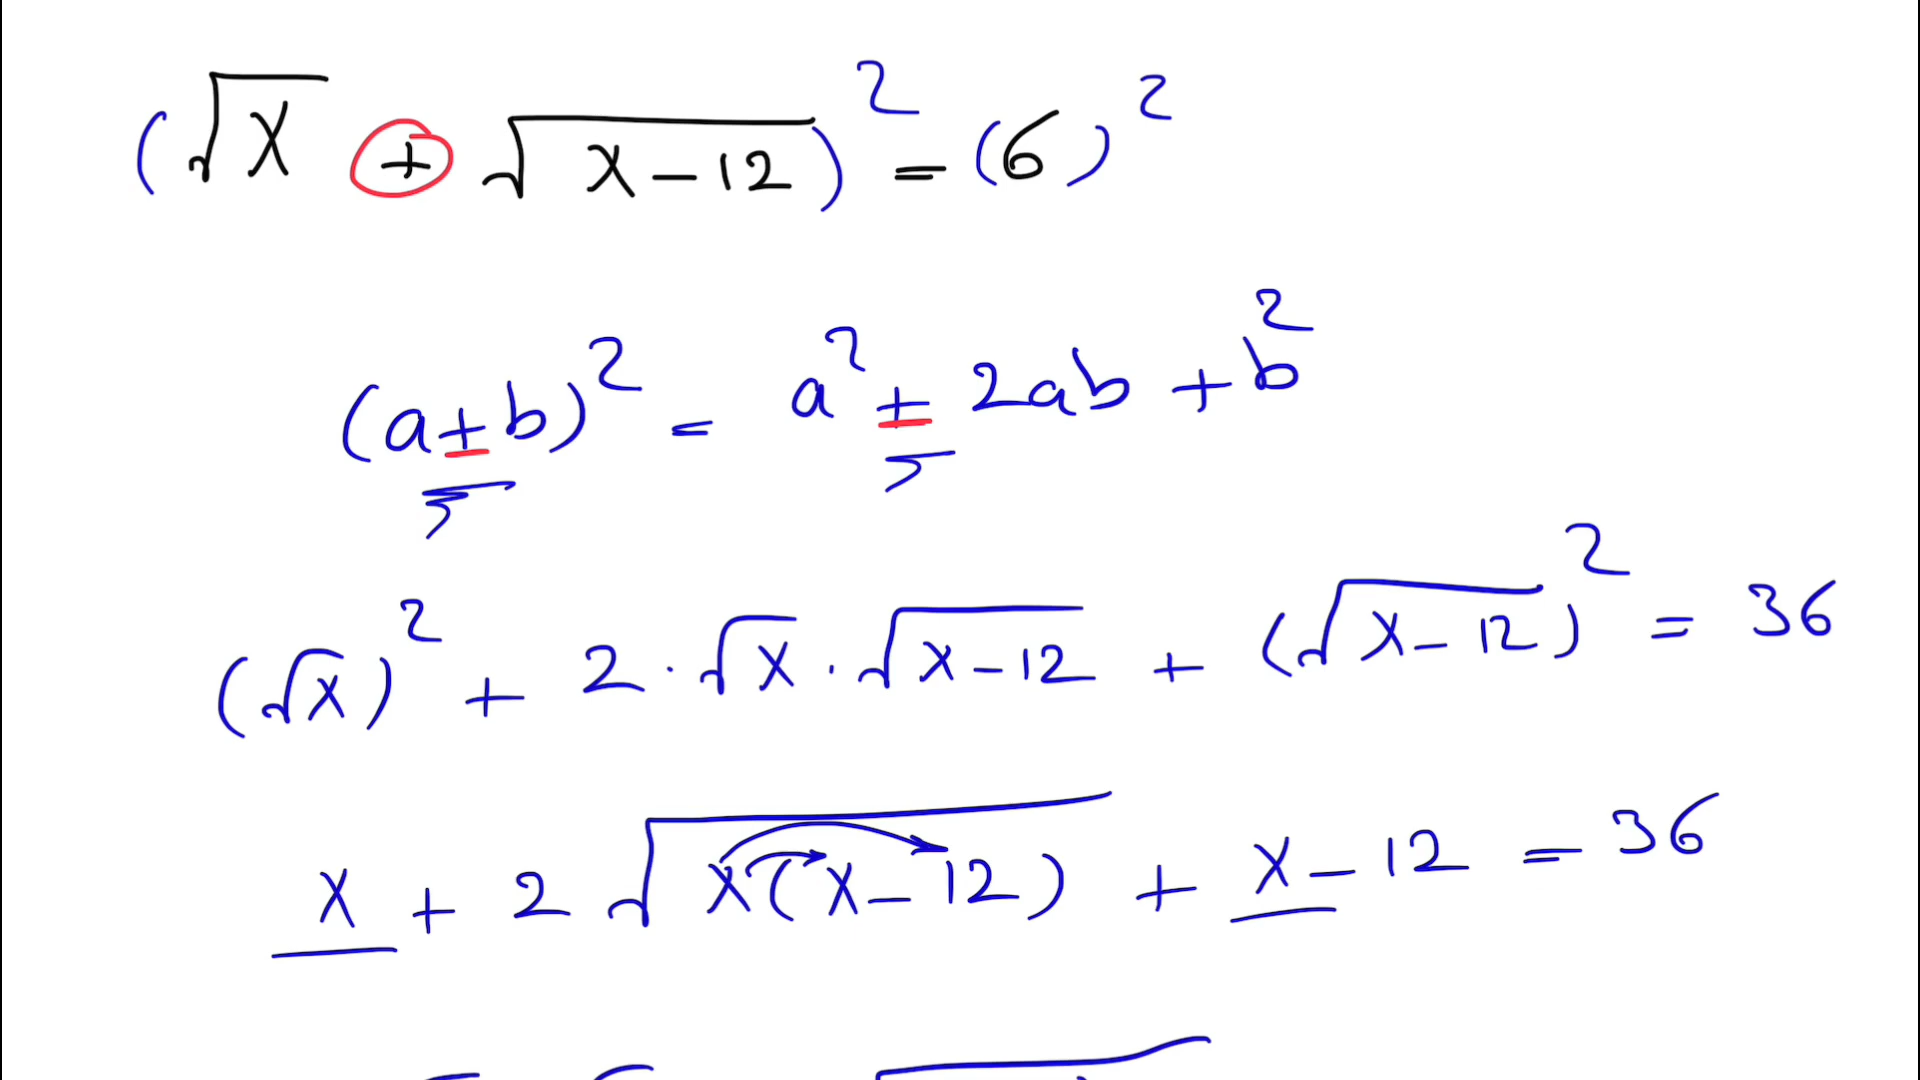 (√x + √(x-12))² = (6)²
(a±b)² = a² ± 2ab + b²
(√x)² + 2 · √x · √(x-12) + (√(x-12))² = 36
x + 2√(x(x-12)) + x-12 = 36